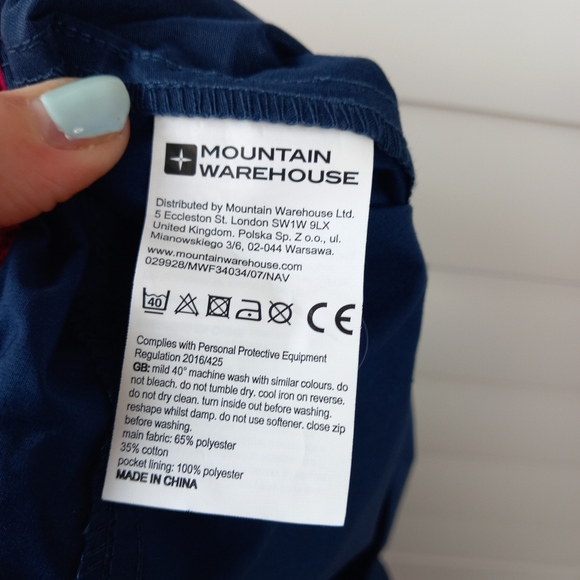 MOUNTAIN
WAREHOUSE
Distributed by Mountain Warehouse Ltd.
5 Eccleston St. London SW1W 9LX
United Kingdom. Polska Sp. Z o.o., ul.
Mianowskiego 3/6, 02-044 Warsawa.
www.mountainwarehouse.com
029928/MWF34034/07/NAV
40
CE
Complies with Personal Protective Equipment
Regulation 2016/425
GB: mild 40° machine wash with similar colours. do
not bleach. do not tumble dry. cool iron on reverse.
do not dry clean. turn inside out before washing.
reshape whilst damp. do not use softener. close zip
before washing.
main fabric: 65% polyester
35% cotton
pocket lining: 100% polyester
MADE IN CHINA